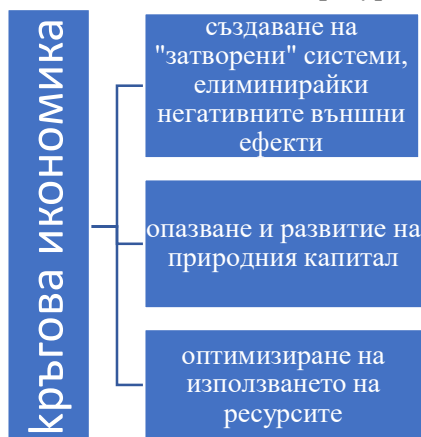 кръгова икономика
създаване на
"затворени" системи,
елиминирайки
негативните външни
ефекти
опазване и развитие на
природния капитал
оптимизиране на
използването на
ресурсите